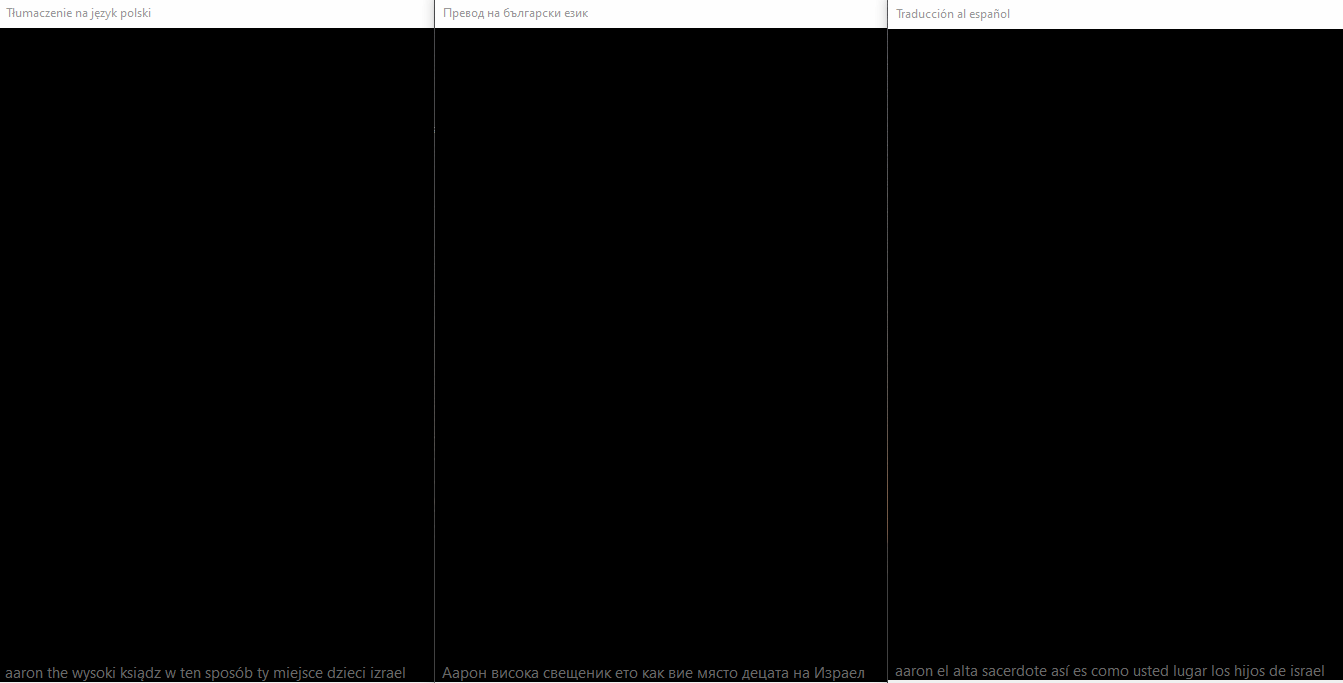 Tłumaczenie na język polski
Превод на български език
Traducción al español
aaron the wysoki ksiądz w ten sposób ty miejsce dzieci izrael
Аарон висока свещеник ето как вие място децата на Израел
aaron el alta sacerdote así es como usted lugar los hijos de israel